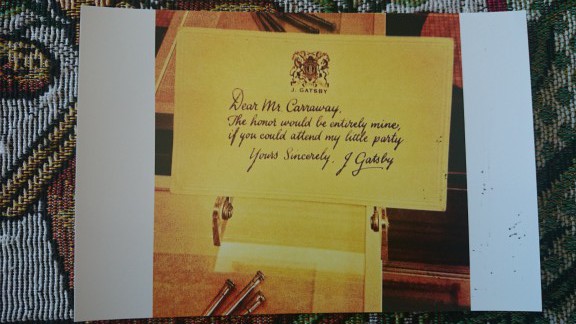 J. GATSBY
Dear Mr Carraway,
The honor would be entirely mine,
if you could attend my little party
Yours Sincerely, J Gatsby